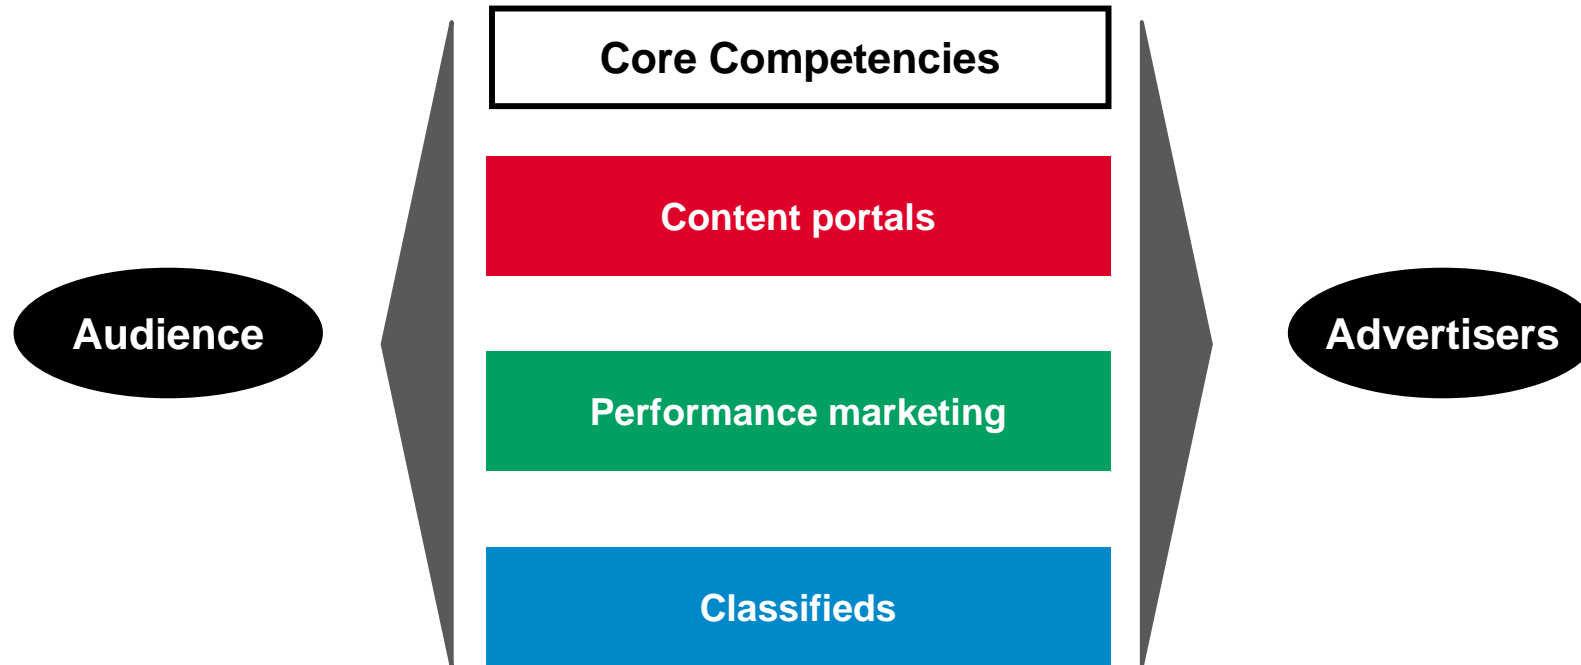 Core Competencies
Content portals
Audience
Advertisers
Performance marketing
Classifieds